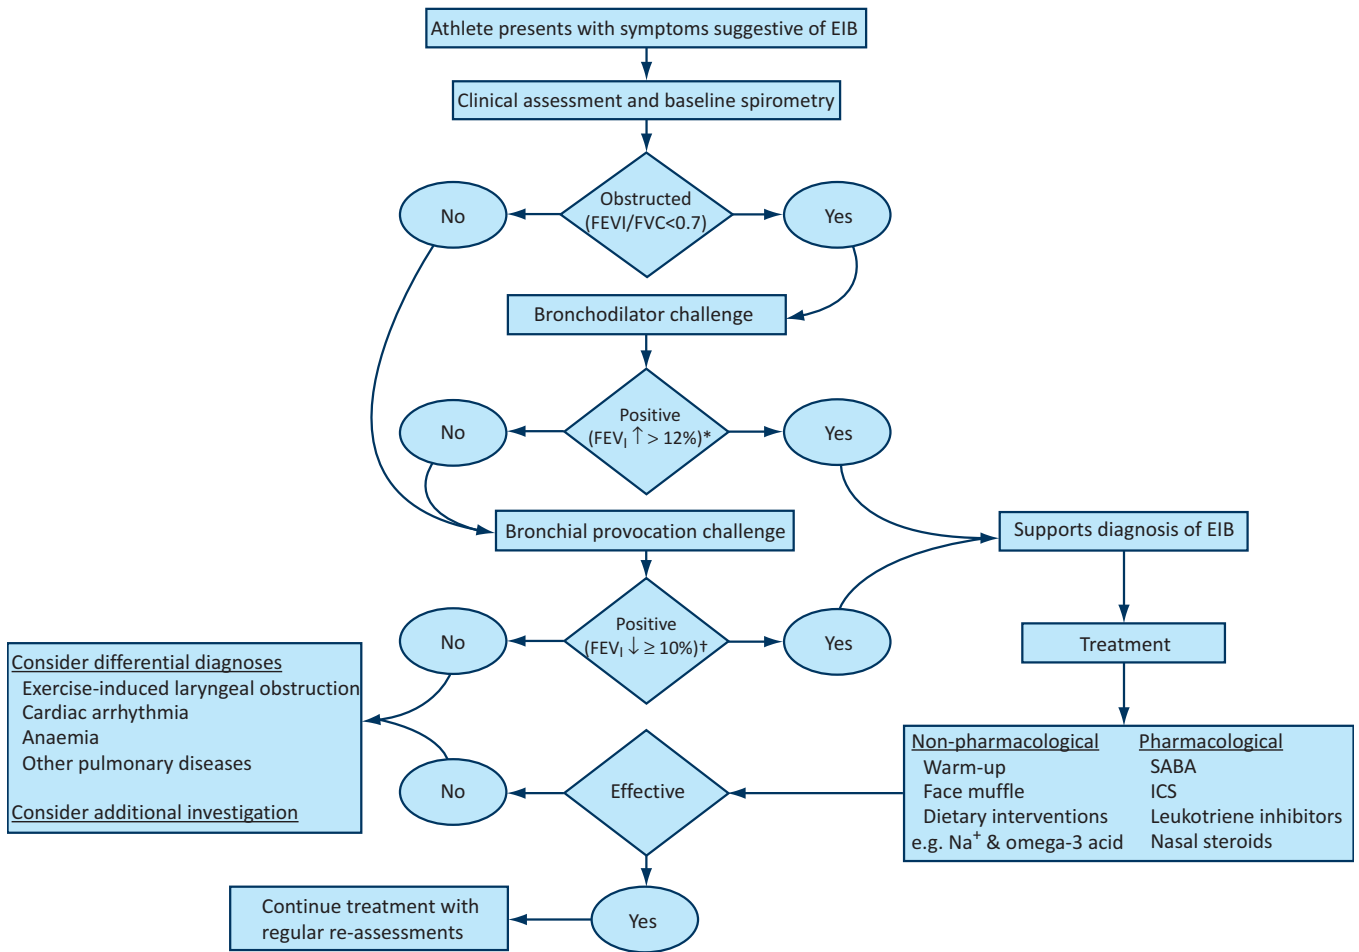 Athlete presents with symptoms suggestive of EIB
Clinical assessment and baseline spirometry
Obstructed
(FEVI/FVC<0.7)
No
Yes
Bronchodilator challenge
Positive
(FEV₁ ↑ > 12%)*
No
Yes
Bronchial provocation challenge
Supports diagnosis of EIB
Positive
(FEV₁ ↓ ≥ 10%)†
No
Yes
Treatment
Consider differential diagnoses
Exercise-induced laryngeal obstruction
Cardiac arrhythmia
Anaemia
Other pulmonary diseases
Consider additional investigation
Non-pharmacological
Warm-up
Face muffle
Dietary interventions
e.g. Na⁺ & omega-3 acid
Pharmacological
SABA
ICS
Leukotriene inhibitors
Nasal steroids
Effective
No
Yes
Continue treatment with
regular re-assessments